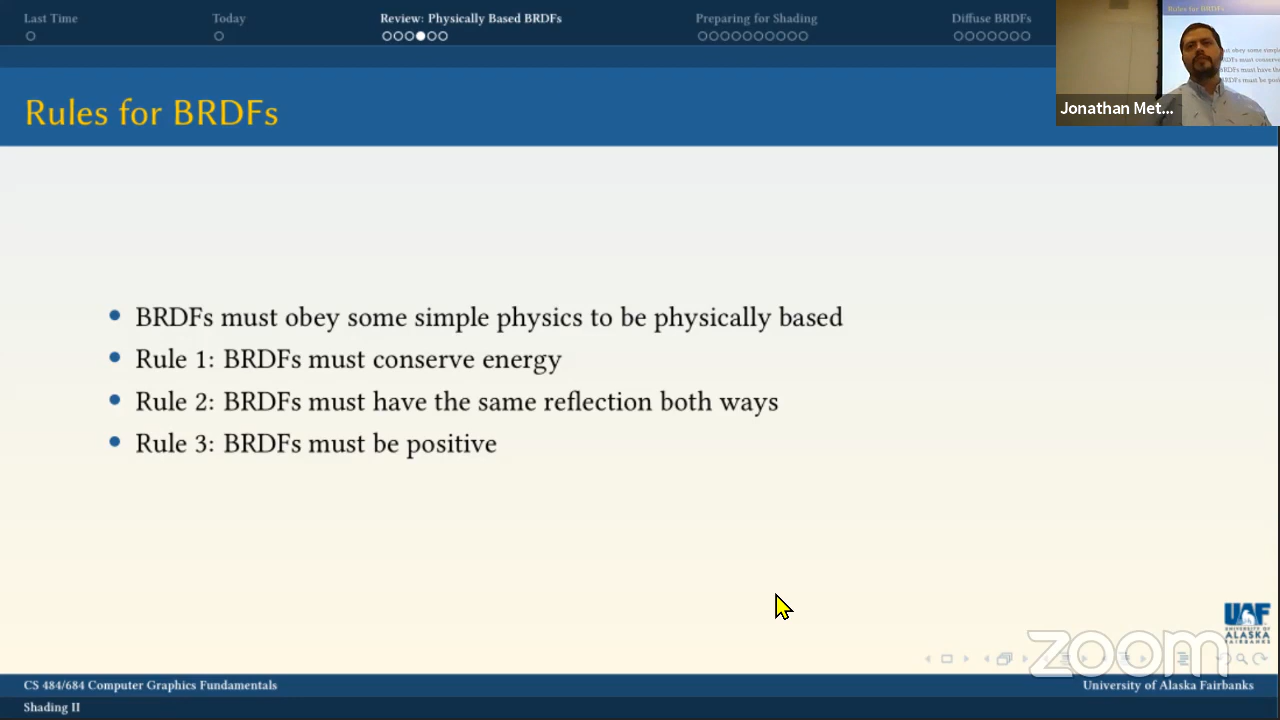 Last Time
Today
Review: Physically Based BRDFs
Preparing for Shading
Diffuse BRDFs
Rules for BRDFs
Rules for BRDFs
Jonathan Met...
BRDFs must obey some simple physics to be physically based
Rule 1: BRDFs must conserve energy
Rule 2: BRDFs must have the same reflection both ways
Rule 3: BRDFs must be positive
UAF
UNIVERSITY OF
ALASKA
FAIRBANKS
zoom
CS 484/684 Computer Graphics Fundamentals
University of Alaska Fairbanks
Shading II